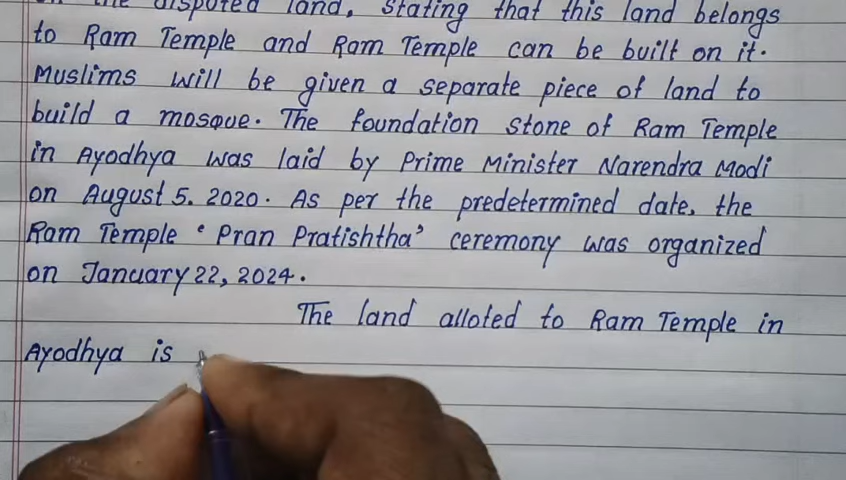 the disputed land, stating that this land belongs
to Ram Temple and Ram Temple can be built on it.
Muslims will be given a separate piece of land to
build a mosque. The foundation stone of Ram Temple
in Ayodhya was laid by Prime Minister Narendra Modi
on August 5. 2020. As per the predetermined date, the
Ram Temple ‘Pran Pratishtha’ ceremony was organized
on January 22, 2024.
The land alloted to Ram Temple in
Ayodhya is